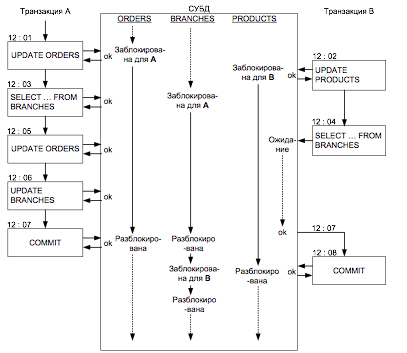 СУБД
Транзакция А
ORDERS
BRANCHES
PRODUCTS
Транзакция В
12 : 01
UPDATE ORDERS
ok
Заблокирова-
на для А
12 : 02
UPDATE
PRODUCTS
ok
Заблокирова-
на для В
12 : 03
SELECT ... FROM
BRANCHES
ok
Заблокирова-
на для А
12 : 04
SELECT ... FROM
BRANCHES
Ожида-
ние
12 : 05
UPDATE ORDERS
ok
12 : 06
UPDATE
BRANCHES
ok
12 : 07
COMMIT
ok
Разблокиро-
вана
Разблокиро
-вана
ok
12 : 07
Заблокирова-
на для В
12 : 08
COMMIT
ok
Разблокиро
-вана
Разблокиро
-вана